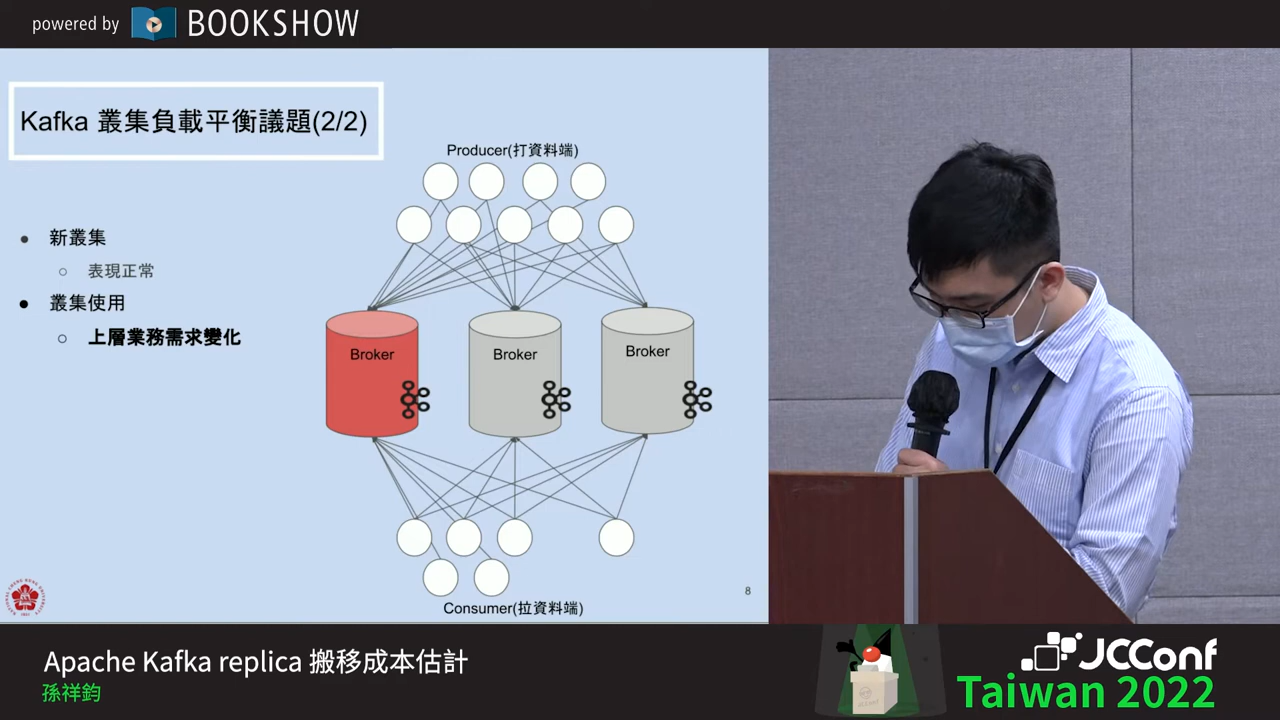 powered by BOOKSHOW
Kafka 叢集負載平衡議題(2/2)
Producer(打資料端)
新叢集
表現正常
叢集使用
上層業務需求變化
Broker
Broker
Broker
Consumer(拉資料端)
8
Apache Kafka replica 搬移成本估計
孫祥鈞
JCConf
Taiwan 2022